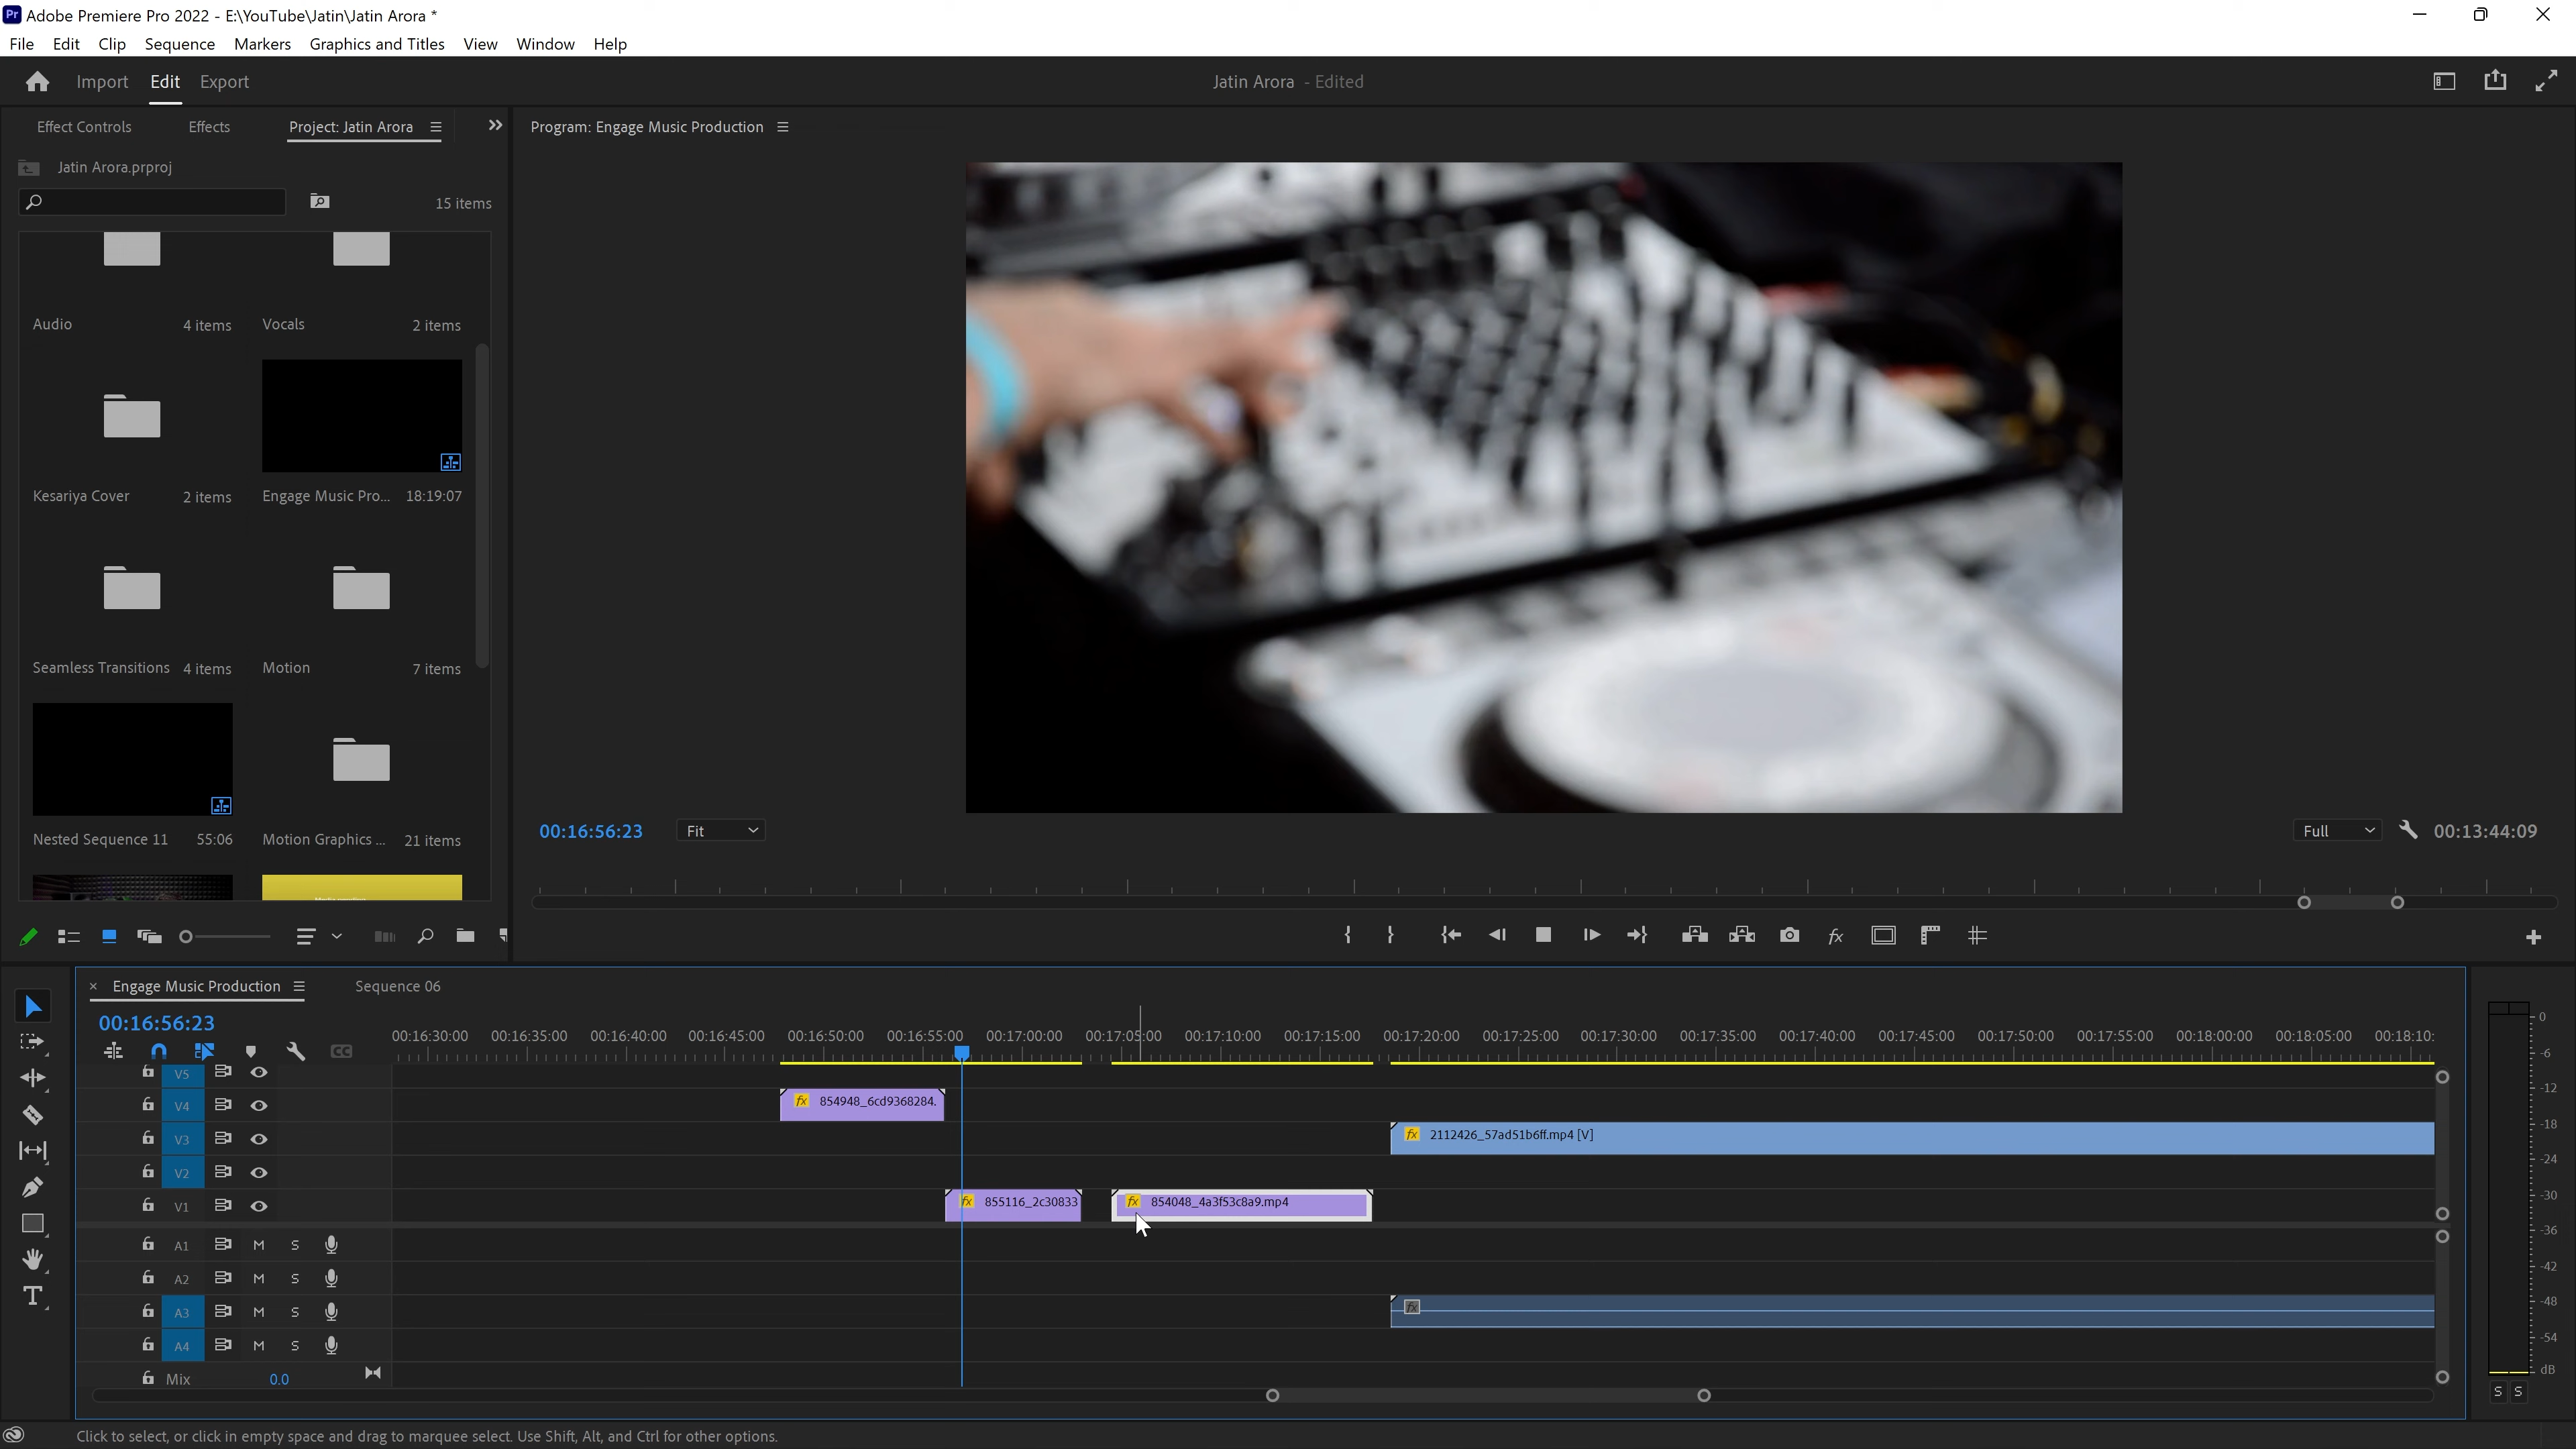 Pr Adobe Premiere Pro 2022 - E:\YouTube\Jatin\Jatin Arora *
File Edit Clip Sequence Markers Graphics and Titles View Window Help
Import Edit Export
Jatin Arora - Edited
Effect Controls Effects Project: Jatin Arora
Program: Engage Music Production
Jatin Arora.prproj
15 items
Audio 4 items Vocals 2 items
Kesariya Cover 2 items Engage Music Pro... 18:19:07
Seamless Transitions 4 items Motion 7 items
Nested Sequence 11 55:06 Motion Graphics ... 21 items
00:16:56:23 Fit Full 00:13:44:09
Engage Music Production Sequence 06
00:16:56:23
00:16:30:00 00:16:35:00 00:16:40:00 00:16:45:00 00:16:50:00 00:16:55:00 00:17:00:00 00:17:05:00 00:17:10:00 00:17:15:00 00:17:20:00 00:17:25:00 00:17:30:00 00:17:35:00 00:17:40:00 00:17:45:00 00:17:50:00 00:17:55:00 00:18:00:00 00:18:05:00 00:18:10:
V5
V4 fx 854948_6cd9368284.
V3 fx 2112426_57ad51b6ff.mp4 [V]
V2
V1 fx 855116_2c30833 fx 854048_4a3f53c8a9.mp4
A1 M S
A2 M S
A3 M S fx
A4 M S
Mix 0.0
0
-6
-12
-18
-24
-30
-36
-42
-48
-54
dB
S S
Click to select, or click in empty space and drag to marquee select. Use Shift, Alt, and Ctrl for other options.